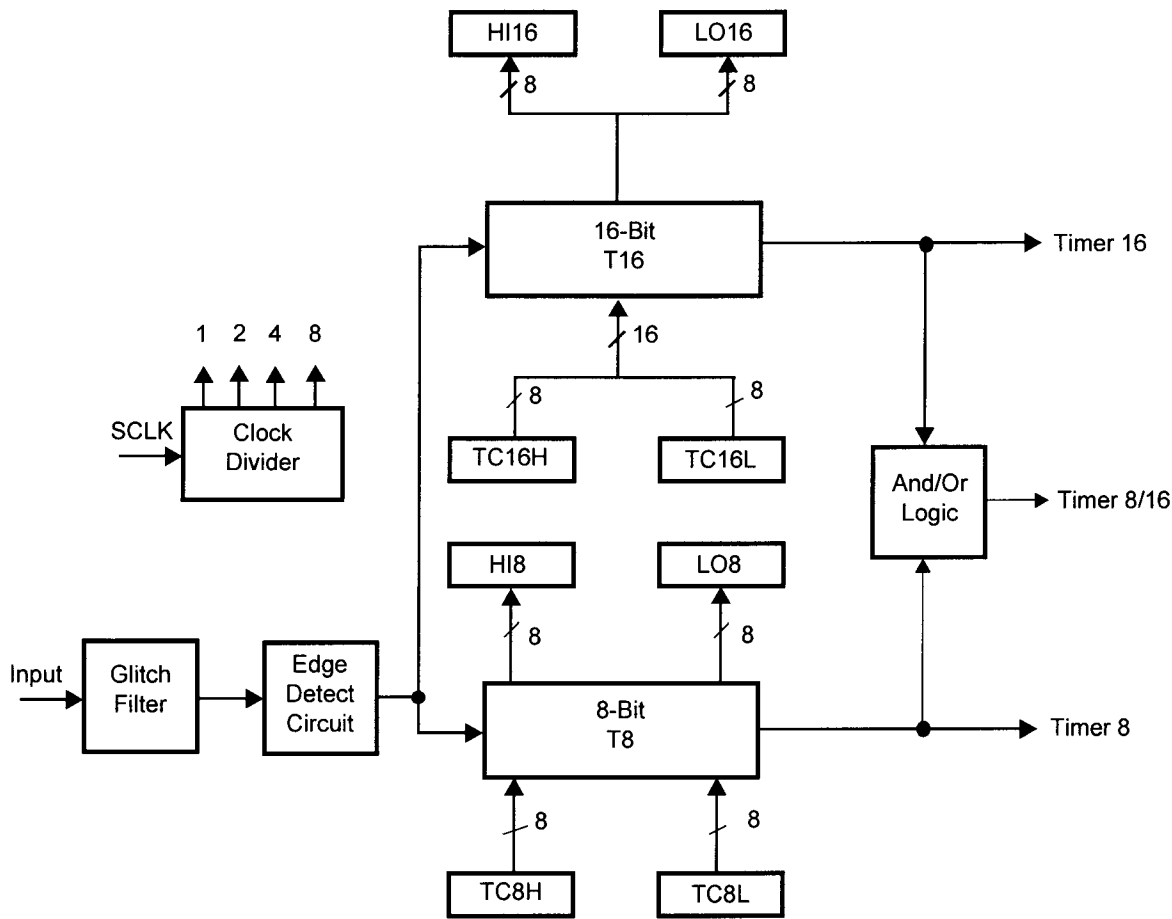 HI16
LO16
8
8
16-Bit
T16
Timer 16
16
1 2 4 8
8
8
SCLK
Clock
Divider
TC16H
TC16L
And/Or
Logic
Timer 8/16
HI8
LO8
8
8
Input
Glitch
Filter
Edge
Detect
Circuit
8-Bit
T8
Timer 8
8
8
TC8H
TC8L